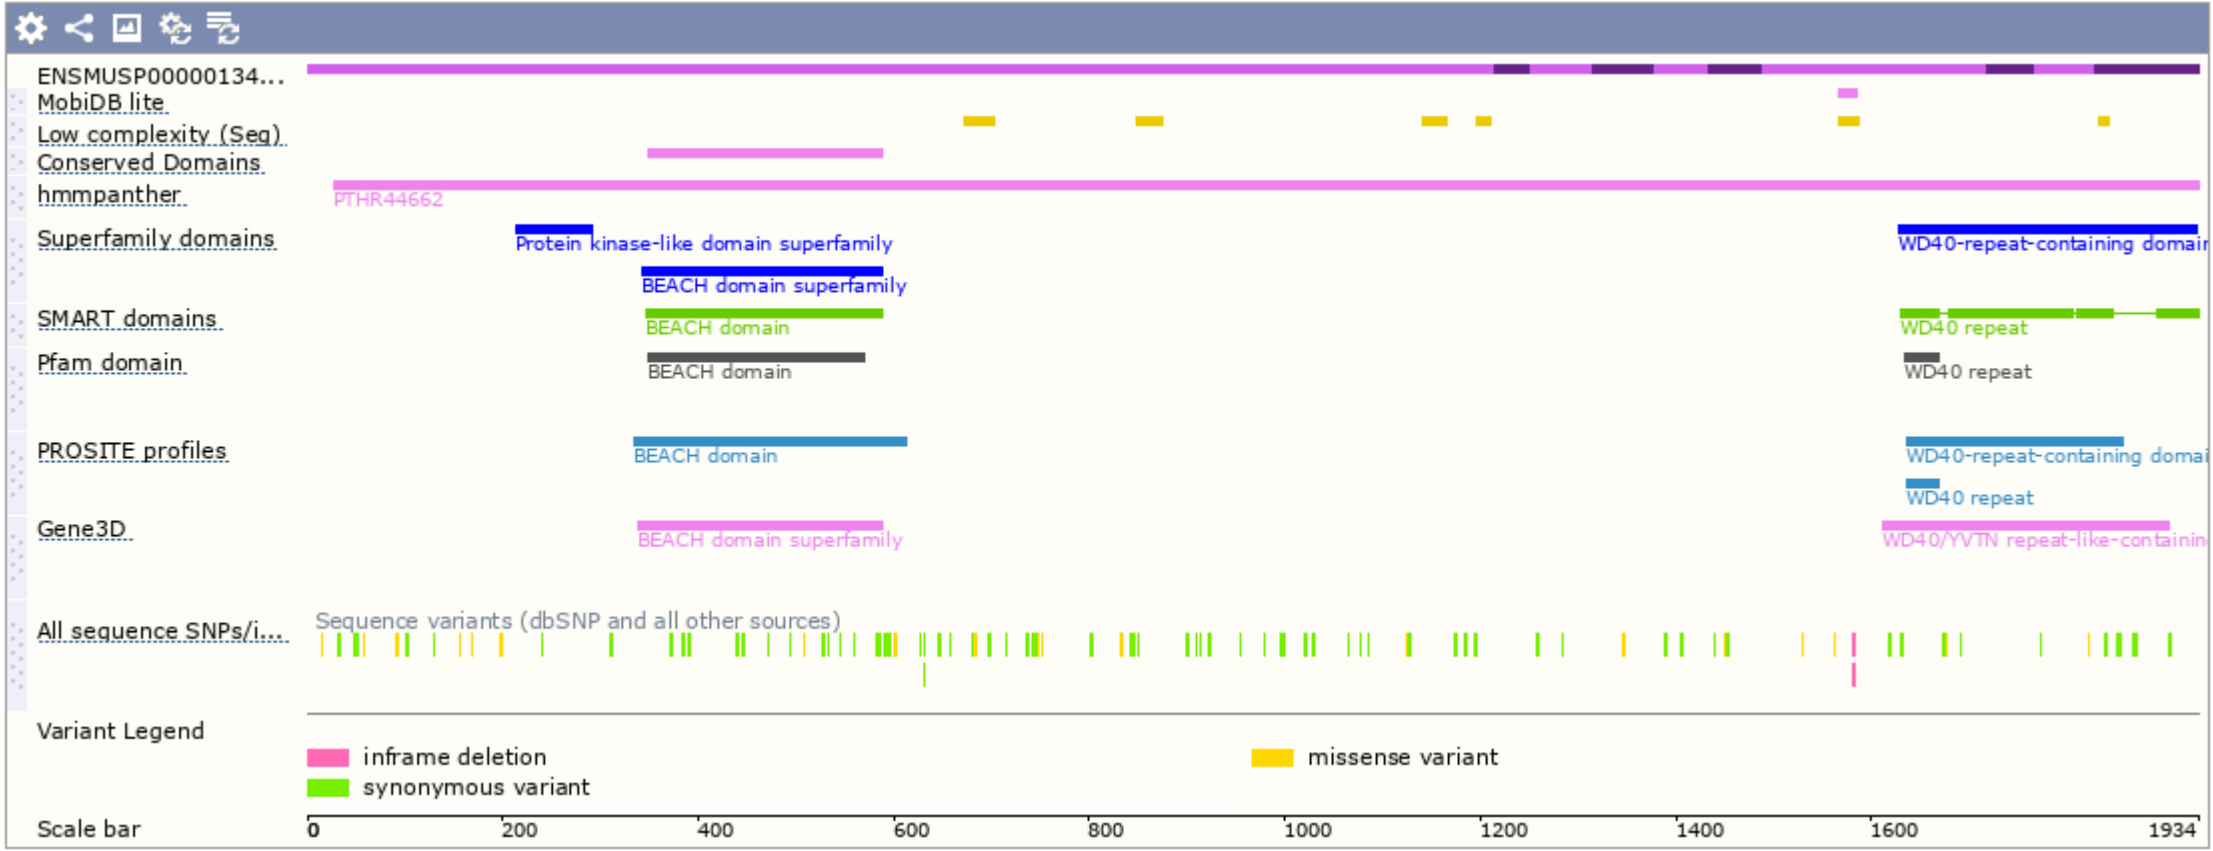 ENSMUSP00000134...
MobiDB lite
Low complexity (Seg)
Conserved Domains
hmmpanther
PTHR44662
Superfamily domains
Protein kinase-like domain superfamily
WD40-repeat-containing domain
BEACH domain superfamily
SMART domains
BEACH domain
WD40 repeat
Pfam domain
BEACH domain
WD40 repeat
PROSITE profiles
BEACH domain
WD40-repeat-containing domai
WD40 repeat
Gene3D
BEACH domain superfamily
WD40/YVTN repeat-like-containin
Sequence variants (dbSNP and all other sources)
All sequence SNPs/i...
Variant Legend
inframe deletion
missense variant
synonymous variant
Scale bar
0 200 400 600 800 1000 1200 1400 1600 1934